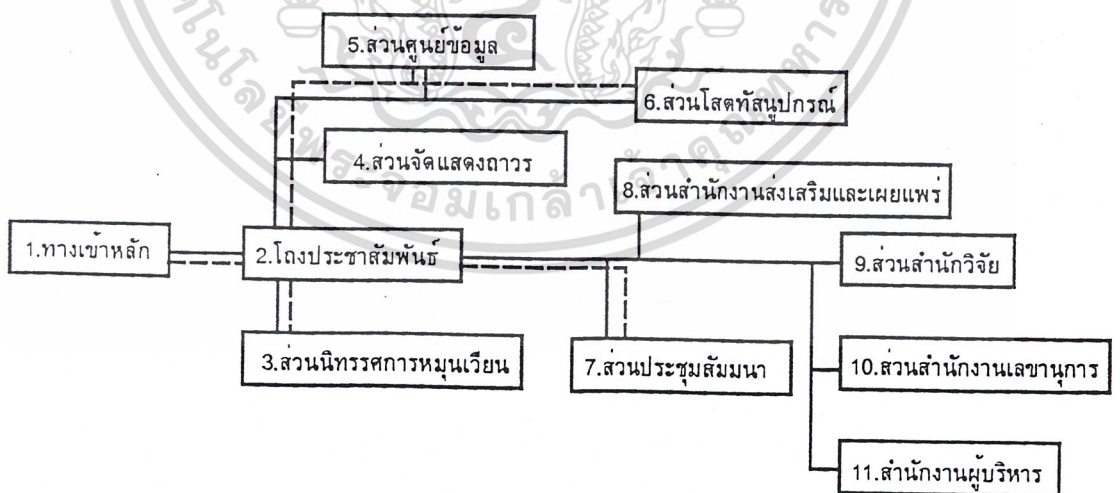 5.ส่วนศูนย์ข้อมูล
6.ส่วนโสตทัสนูปกรณ์
4.ส่วนจัดแสดงถาวร
8.ส่วนสำนักงานส่งเสริมและเผยแพร่
1.ทางเข้าหลัก
2.โถงประชาสัมพันธ์
9.ส่วนสำนักวิจัย
3.ส่วนนิทรรศการหมุนเวียน
7.ส่วนประชุมสัมมนา
10.ส่วนสำนักงานเลขานุการ
11.สำนักงานผู้บริหาร